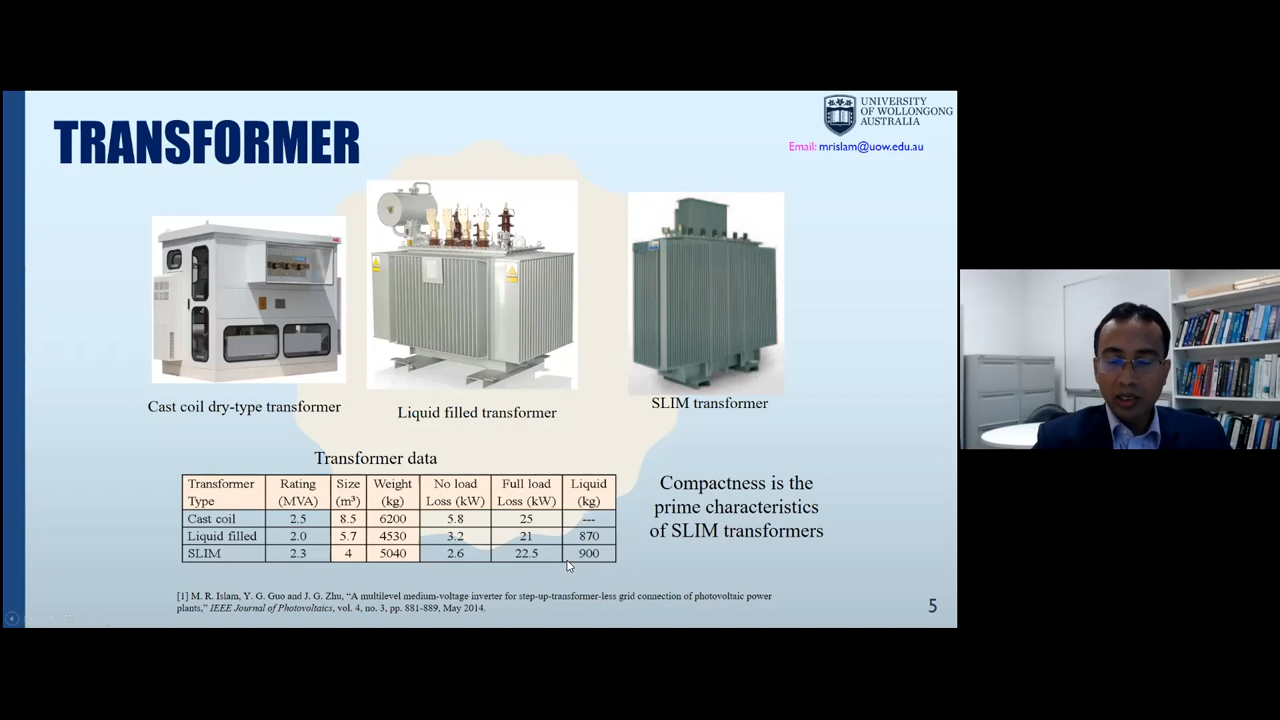 TRANSFORMER
UNIVERSITY
OF WOLLONGONG
AUSTRALIA
Email: mrislam@uow.edu.au
Cast coil dry-type transformer
Liquid filled transformer
SLIM transformer
Transformer data
Transformer Type Rating (MVA) Size (m³) Weight (kg) No load Loss (kW) Full load Loss (kW) Liquid (kg)
Cast coil 2.5 8.5 6200 5.8 25 ---
Liquid filled 2.0 5.7 4530 3.2 21 870
SLIM 2.3 4 5040 2.6 22.5 900
Compactness is the
prime characteristics
of SLIM transformers
[1] M. R. Islam, Y. G. Guo and J. G. Zhu, “A multilevel medium-voltage inverter for step-up-transformer-less grid connection of photovoltaic power
plants,” IEEE Journal of Photovoltaics, vol. 4, no. 3, pp. 881-889, May 2014.
5